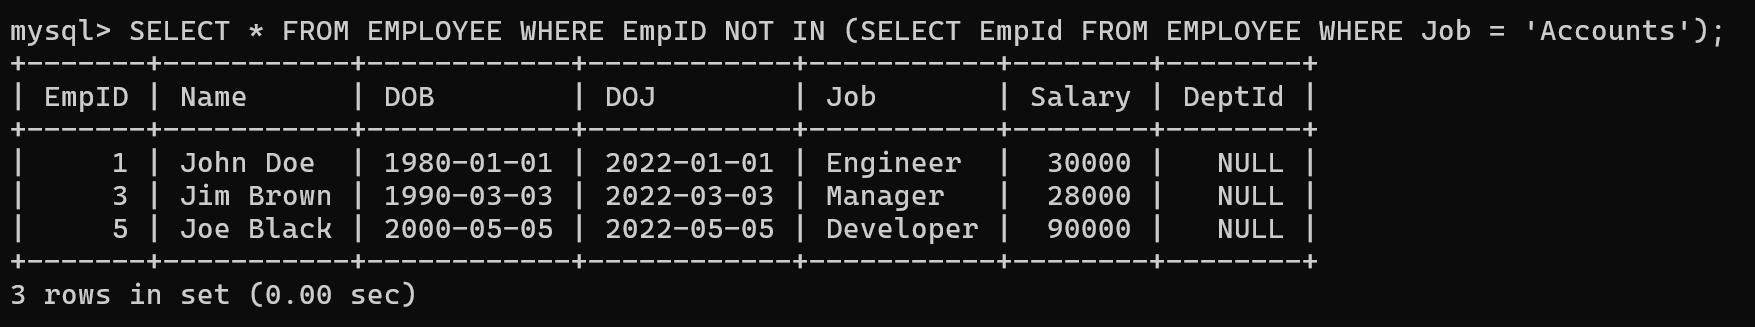 mysql> SELECT * FROM EMPLOYEE WHERE EmpID NOT IN (SELECT EmpId FROM EMPLOYEE WHERE Job = 'Accounts');
+-------+-----------+------------+------------+-----------+--------+--------+
| EmpID | Name      | DOB        | DOJ        | Job       | Salary | DeptId |
+-------+-----------+------------+------------+-----------+--------+--------+
|     1 | John Doe  | 1980-01-01 | 2022-01-01 | Engineer  |  30000 |   NULL |
|     3 | Jim Brown | 1990-03-03 | 2022-03-03 | Manager   |  28000 |   NULL |
|     5 | Joe Black | 2000-05-05 | 2022-05-05 | Developer |  90000 |   NULL |
+-------+-----------+------------+------------+-----------+--------+--------+
3 rows in set (0.00 sec)